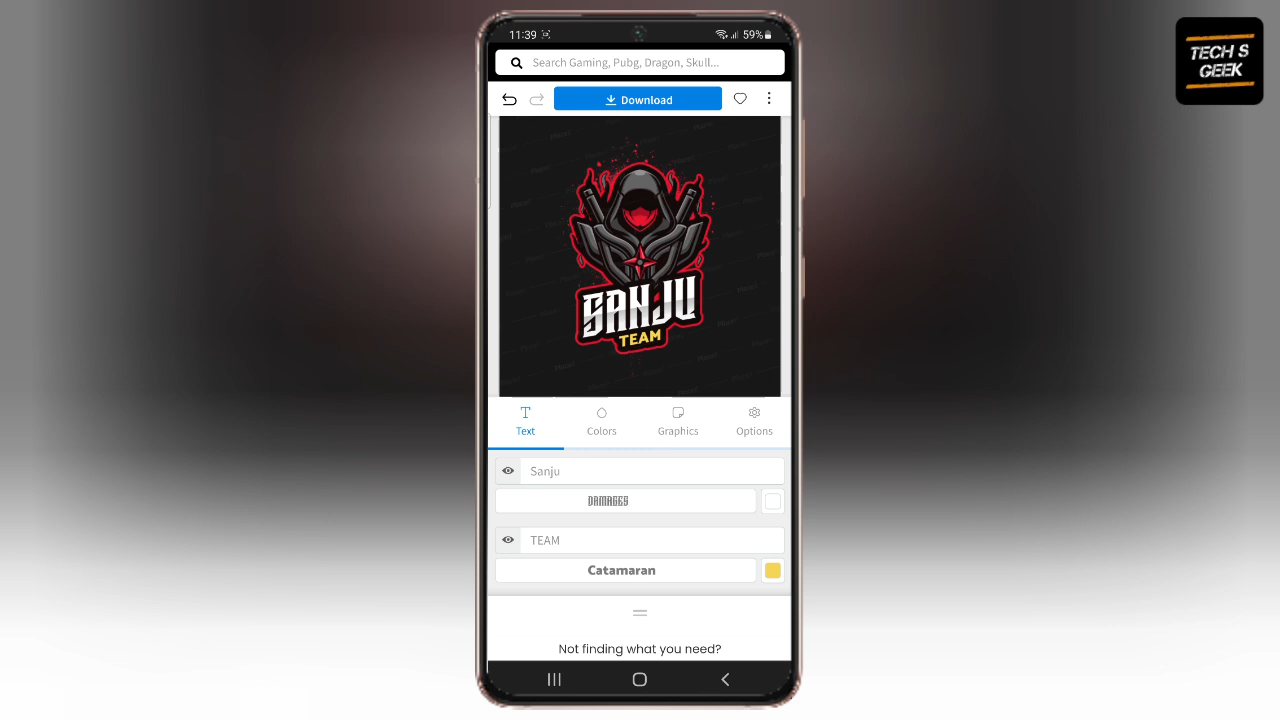 11:39
59%
TECH S
GEEK
Search Gaming, Pubg, Dragon, Skull...
Download
SANJU
TEAM
Text
Colors
Graphics
Options
Sanju
DAMAGES
TEAM
Catamaran
Not finding what you need?